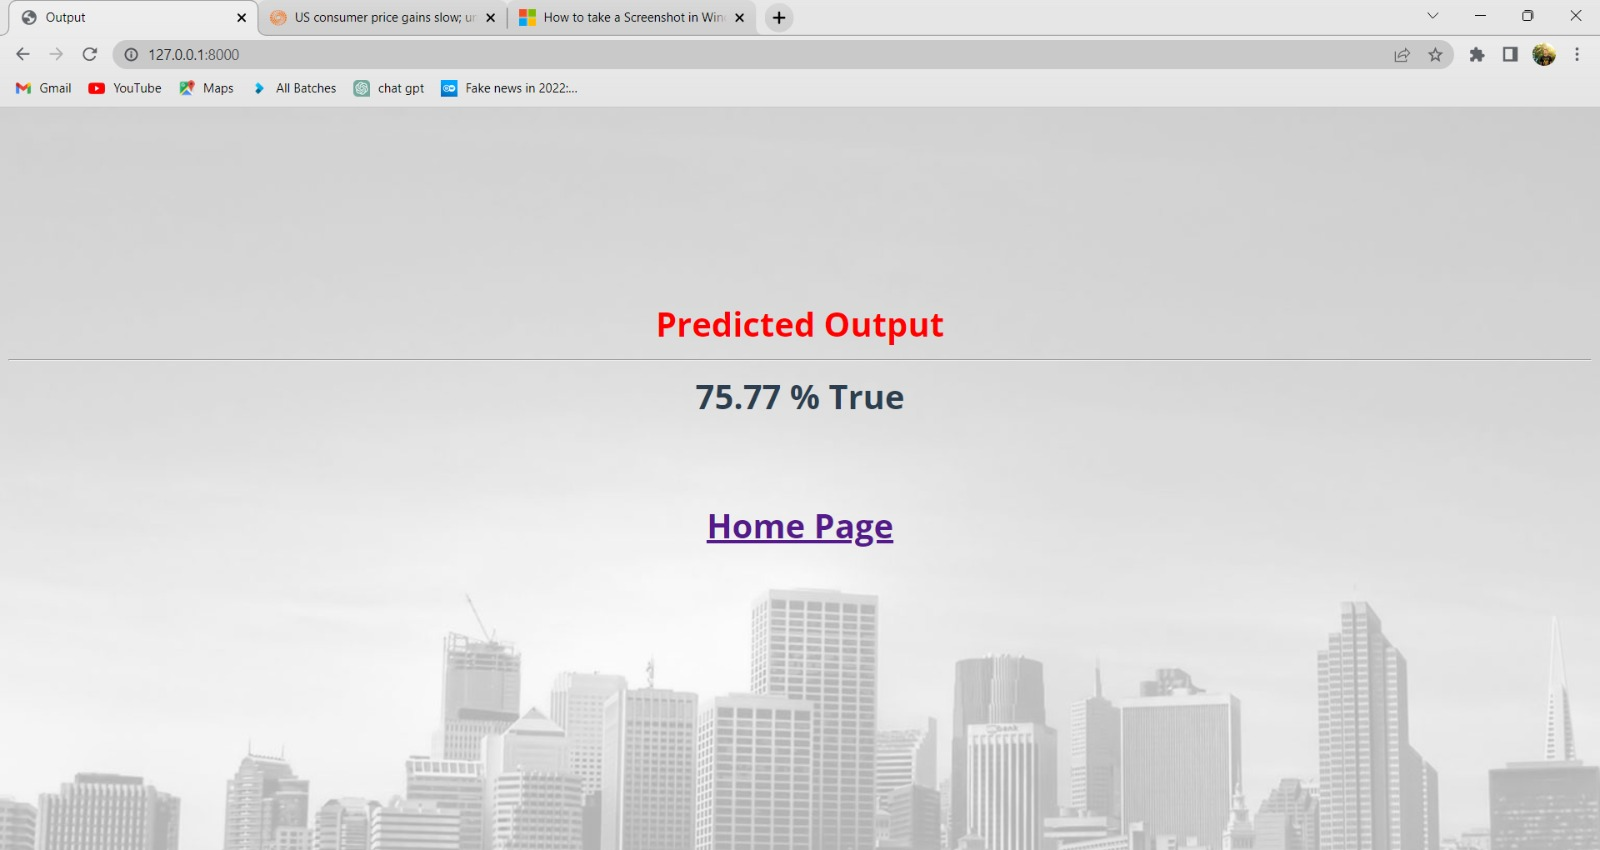 Output
US consumer price gains slow; un
How to take a Screenshot in Win
127.0.0.1:8000
Gmail
YouTube
Maps
All Batches
chat gpt
Fake news in 2022:...
Predicted Output
75.77 % True
Home Page